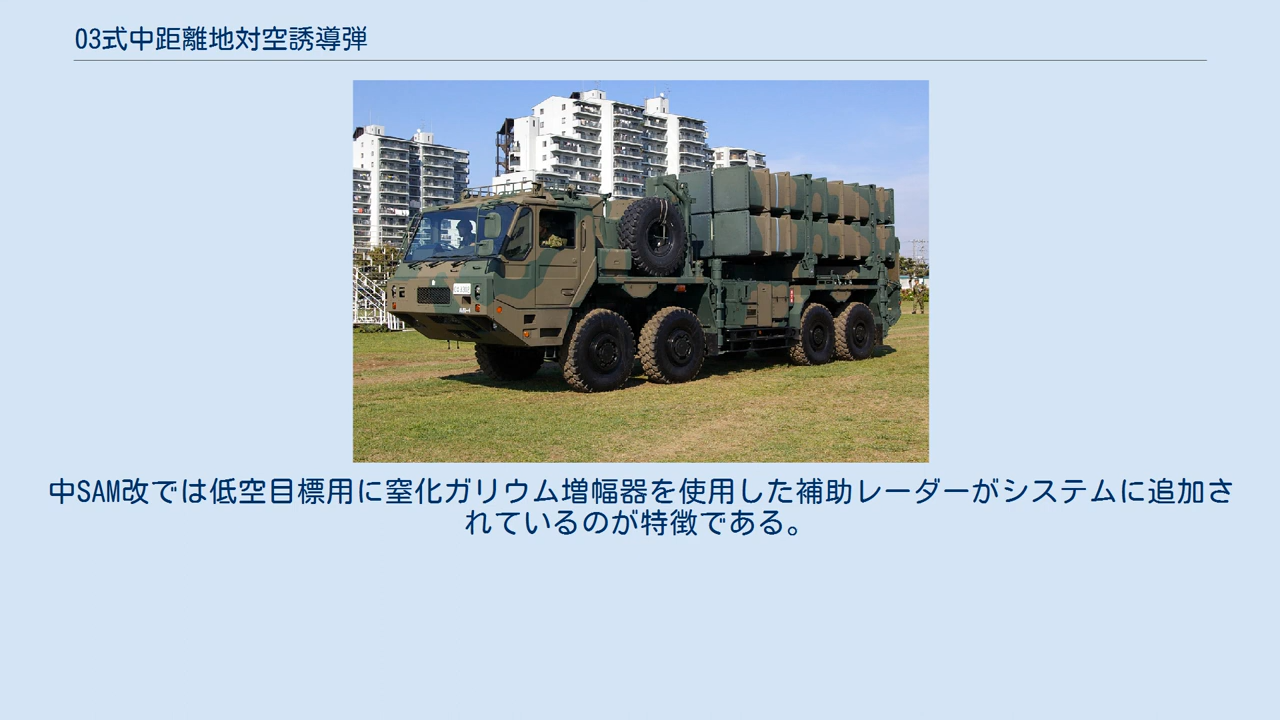 03式中距離地対空誘導弾
中SAM改では低空目標用に窒化ガリウム増幅器を使用した補助レーダーがシステムに追加さ
れているのが特徴である。